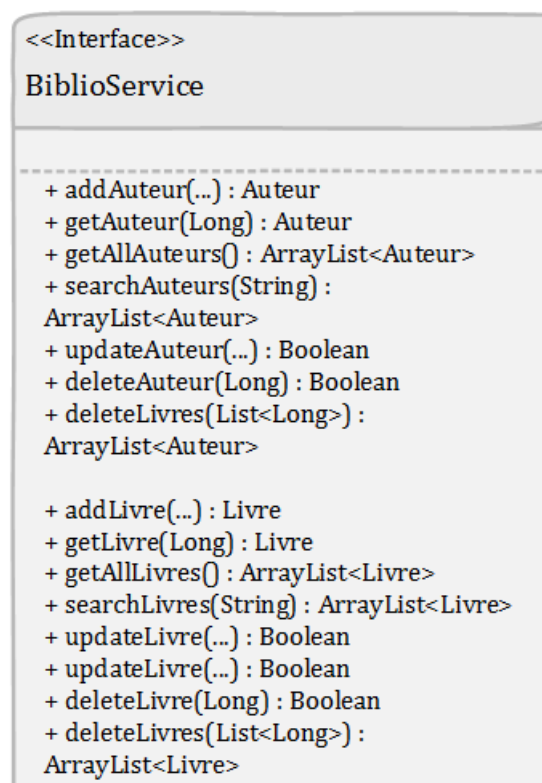 <<Interface>>
BiblioService
+ addAuteur(...) : Auteur
+ getAuteur(Long) : Auteur
+ getAllAuteurs() : ArrayList<Auteur>
+ searchAuteurs(String) :
ArrayList<Auteur>
+ updateAuteur(...) : Boolean
+ deleteAuteur(Long) : Boolean
+ deleteLivres(List<Long>) :
ArrayList<Auteur>
+ addLivre(...) : Livre
+ getLivre(Long) : Livre
+ getAllLivres() : ArrayList<Livre>
+ searchLivres(String) : ArrayList<Livre>
+ updateLivre(...) : Boolean
+ updateLivre(...) : Boolean
+ deleteLivre(Long) : Boolean
+ deleteLivres(List<Long>) :
ArrayList<Livre>